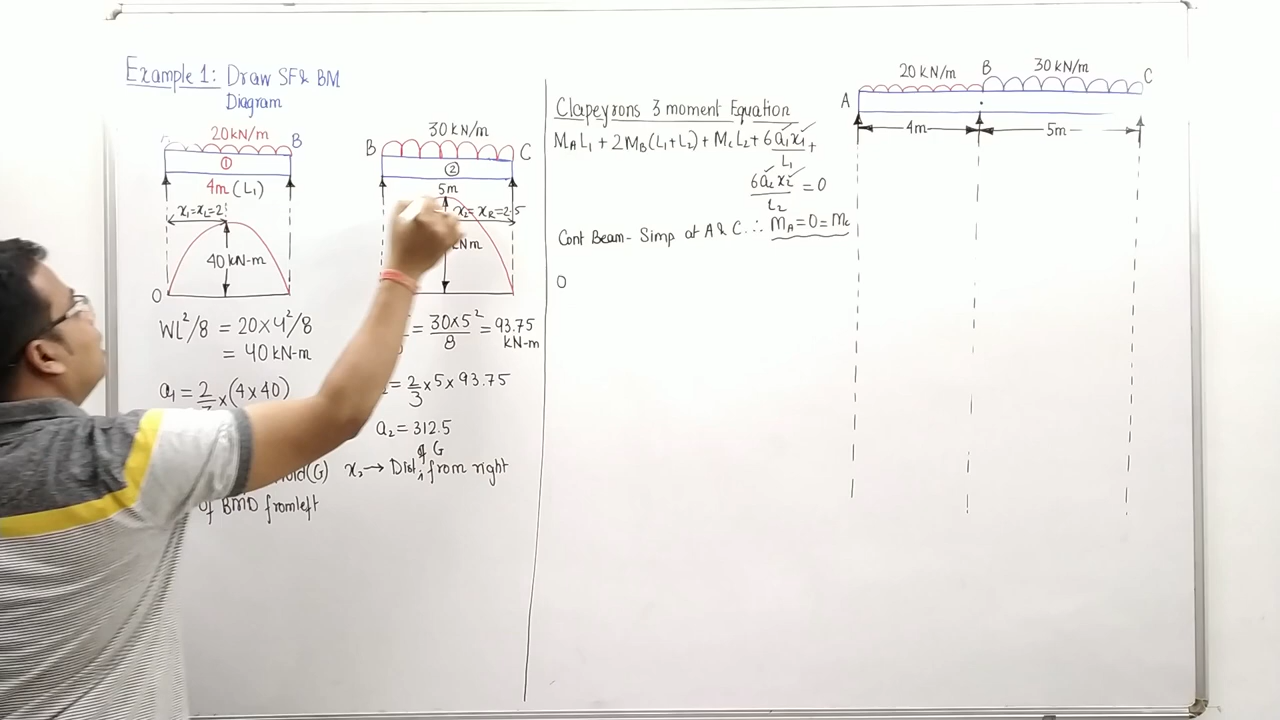 Example 1: Draw SF& BM
Diagram
20kN/m
B
①
4m (L1)
x1=xL=2
40 kN-m
0
WL²/8 = 20×4²/8
= 40 kN-m
a1 = 2/3 ×(4×40)
(G)
of BMD from left
30 kN/m
B
C
②
5m
x2=xR=2.5
= 30×5²/8 = 93.75
KN-m
= 2/3 ×5×93.75
a2 = 312.5
of G
x2 → Dist. from right
Clapeyrons 3 moment Equation
MA L1 + 2MB(L1+L2) + Mc L2 + 6a1x1/L1 +
6a2x2/L2 = 0
Cont Beam- Simp at A & C. ∴ MA=0=Mc
0
20 kN/m
B
30 kN/m
C
A
4m
5m